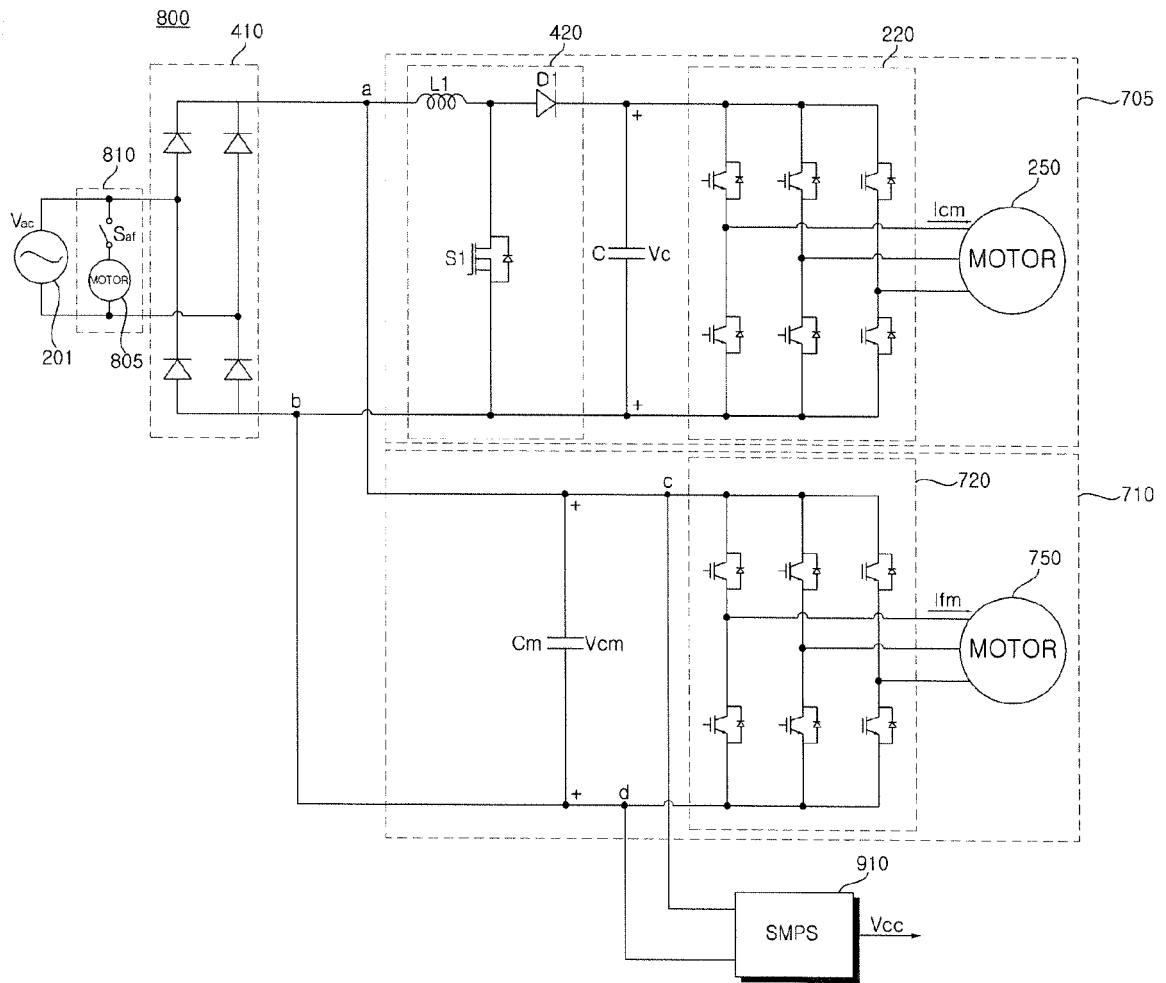 800
410
420
220
a
L1
D1
+
705
810
250
Vac
Saf
Icm
MOTOR
S1
C
Vc
MOTOR
201
805
b
+
c
720
710
+
750
Ifm
Cm
Vcm
MOTOR
+
d
910
SMPS
Vcc